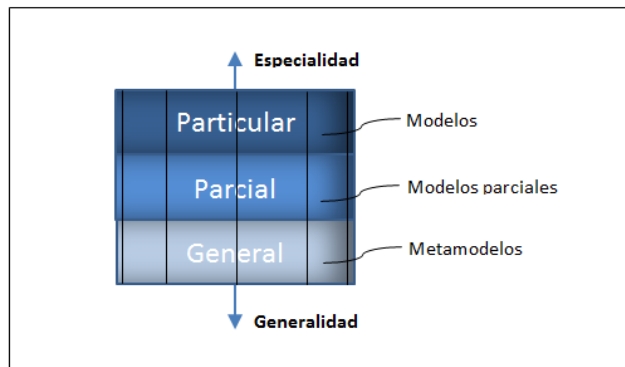 Especialidad
Particular
Modelos
Parcial
Modelos parciales
General
Metamodelos
Generalidad